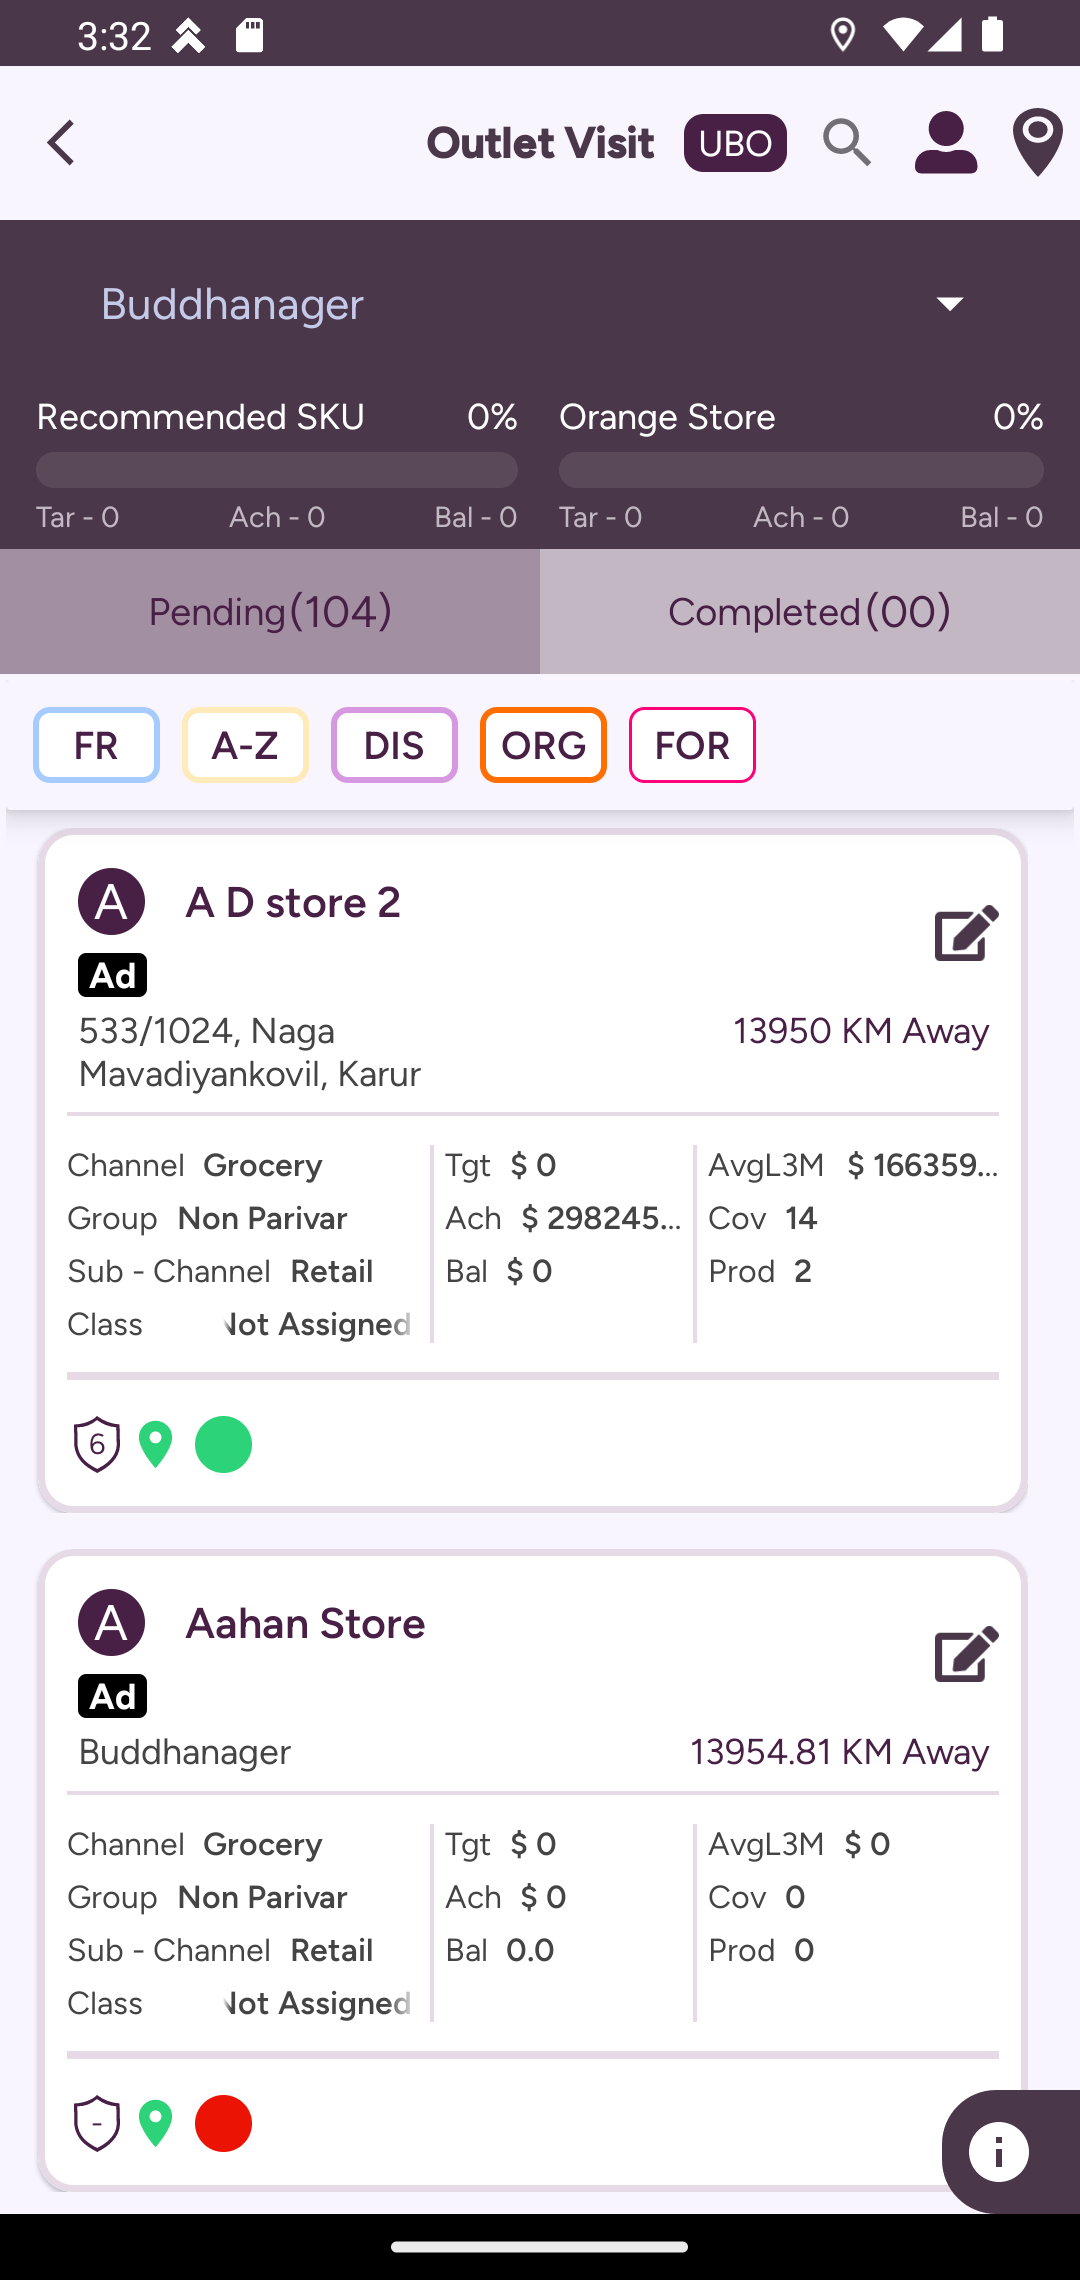 3:32
Outlet Visit UBO
Buddhanager
Recommended SKU 0% Orange Store 0%
Tar - 0 Ach - 0 Bal - 0 Tar - 0 Ach - 0 Bal - 0
Pending(104) Completed(00)
FR A-Z DIS ORG FOR
A A D store 2
Ad
533/1024, Naga 13950 KM Away
Mavadiyankovil, Karur
Channel Grocery Tgt $ 0 AvgL3M $ 166359...
Group Non Parivar Ach $ 298245... Cov 14
Sub - Channel Retail Bal $ 0 Prod 2
Class Not Assigned
6
A Aahan Store
Ad
Buddhanager 13954.81 KM Away
Channel Grocery Tgt $ 0 AvgL3M $ 0
Group Non Parivar Ach $ 0 Cov 0
Sub - Channel Retail Bal 0.0 Prod 0
Class Not Assigned
-